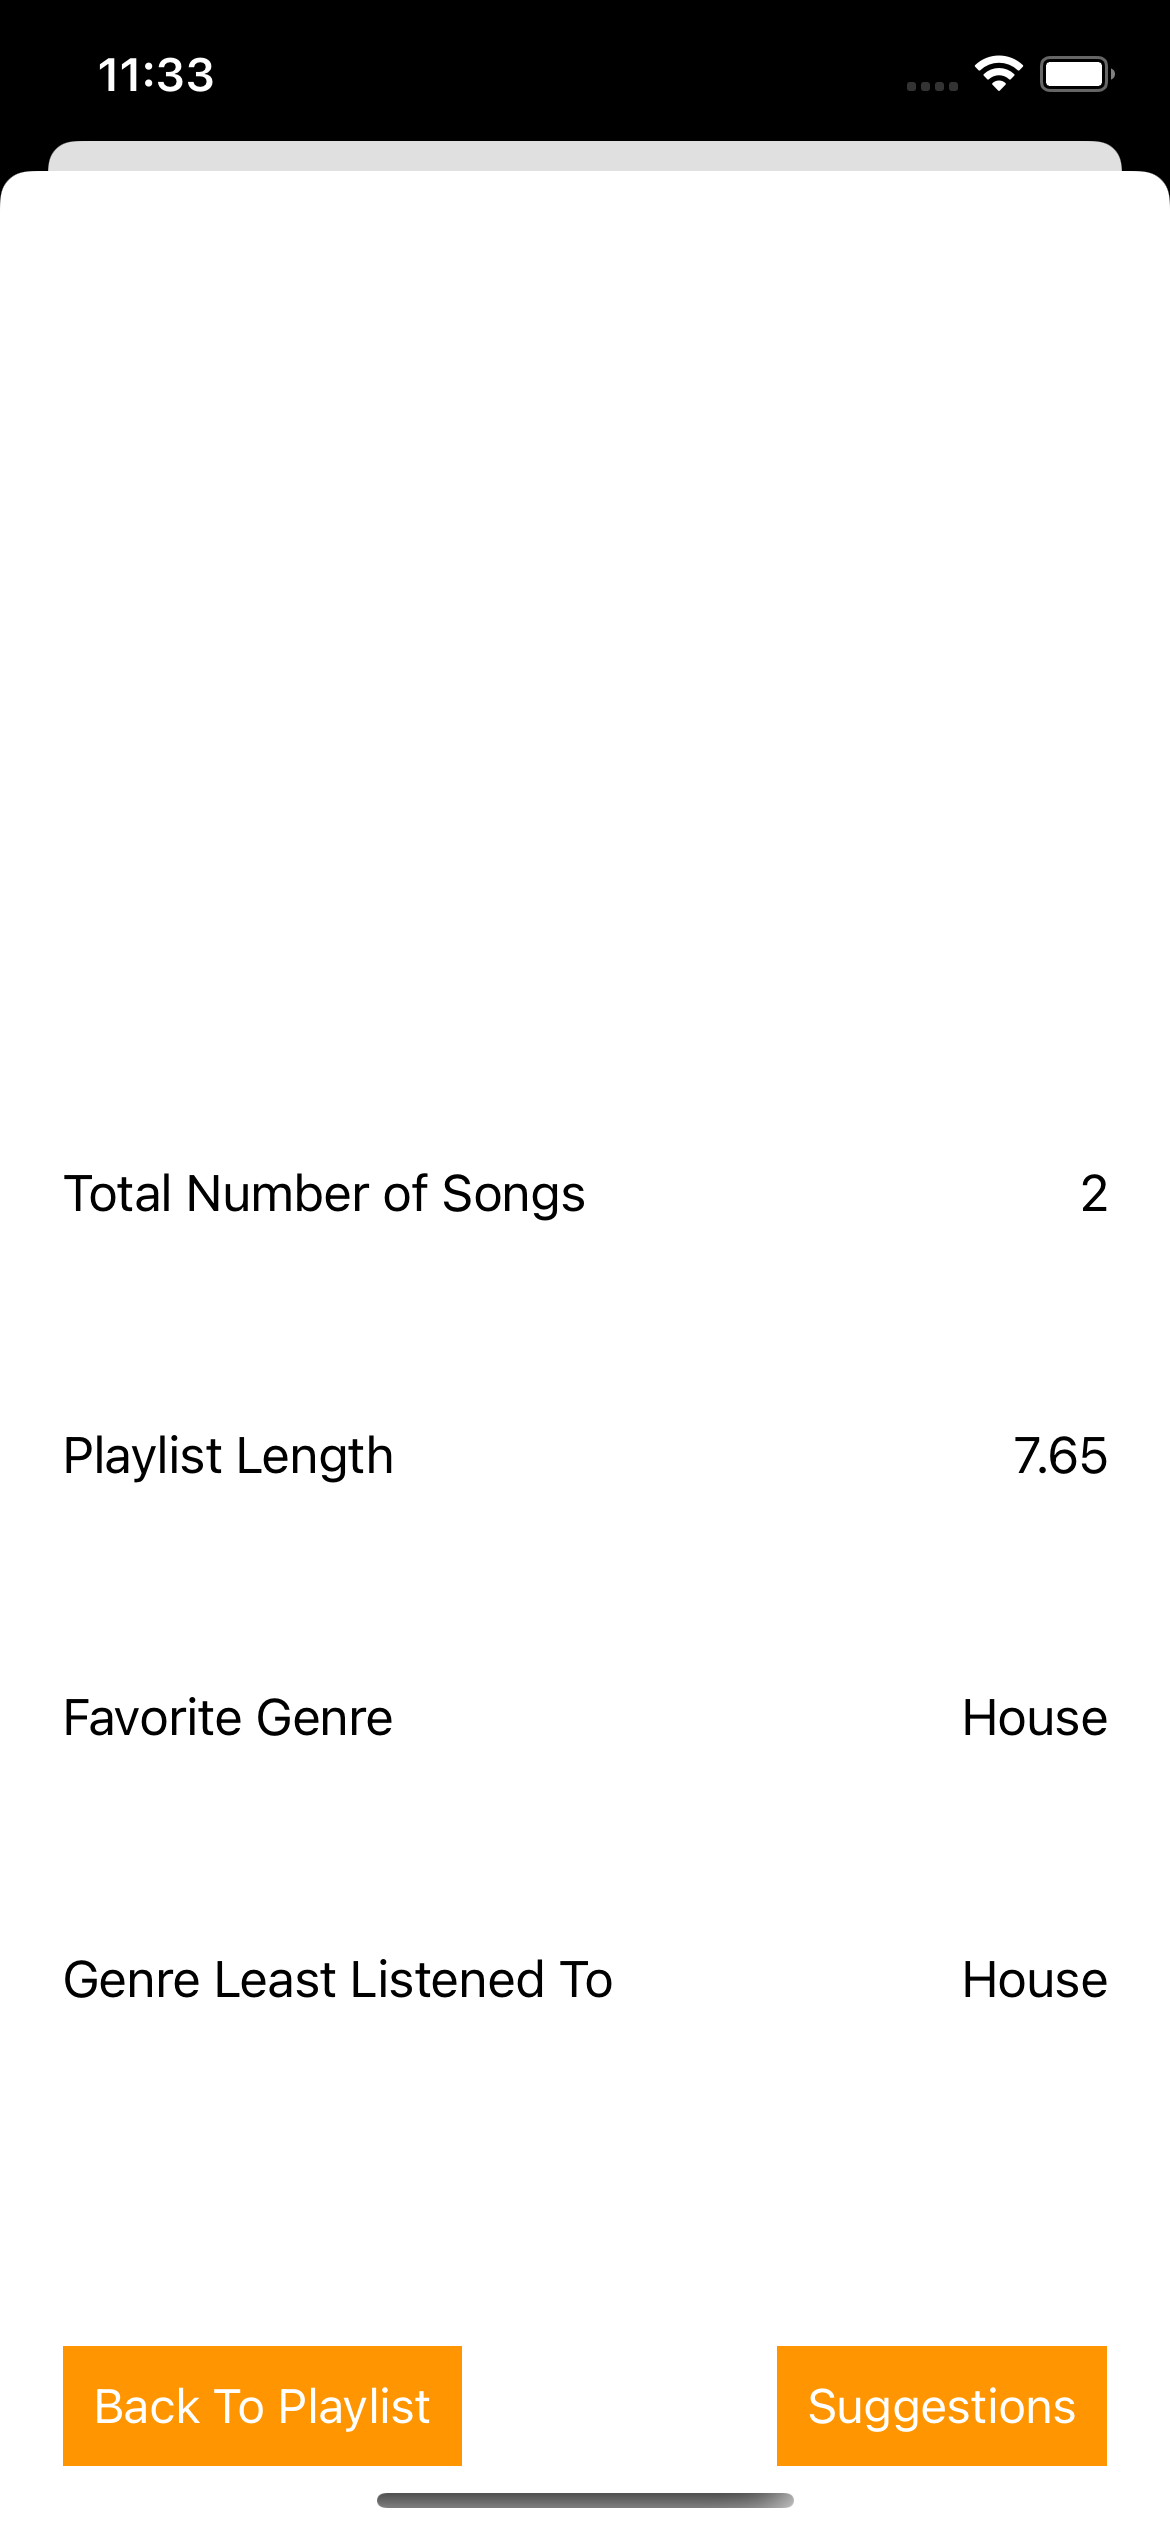 11:33
Total Number of Songs 2
Playlist Length 7.65
Favorite Genre House
Genre Least Listened To House
Back To Playlist Suggestions